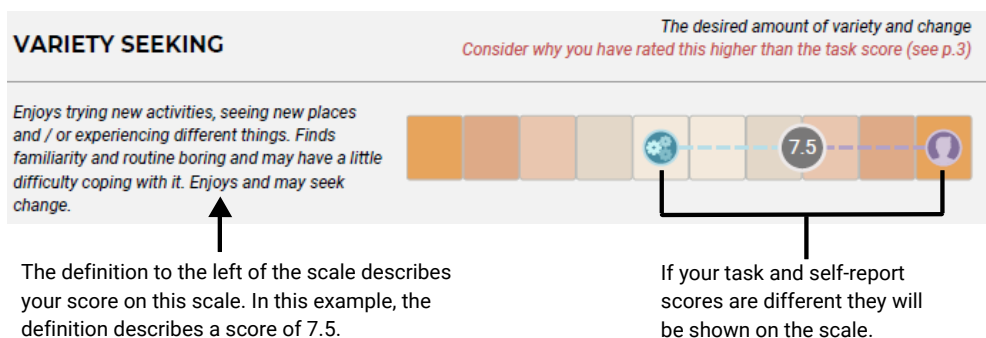 VARIETY SEEKING
The desired amount of variety and change
Consider why you have rated this higher than the task score (see p.3)
Enjoys trying new activities, seeing new places
and / or experiencing different things. Finds
familiarity and routine boring and may have a little
difficulty coping with it. Enjoys and may seek
change.
7.5
The definition to the left of the scale describes
your score on this scale. In this example, the
definition describes a score of 7.5.
If your task and self-report
scores are different they will
be shown on the scale.